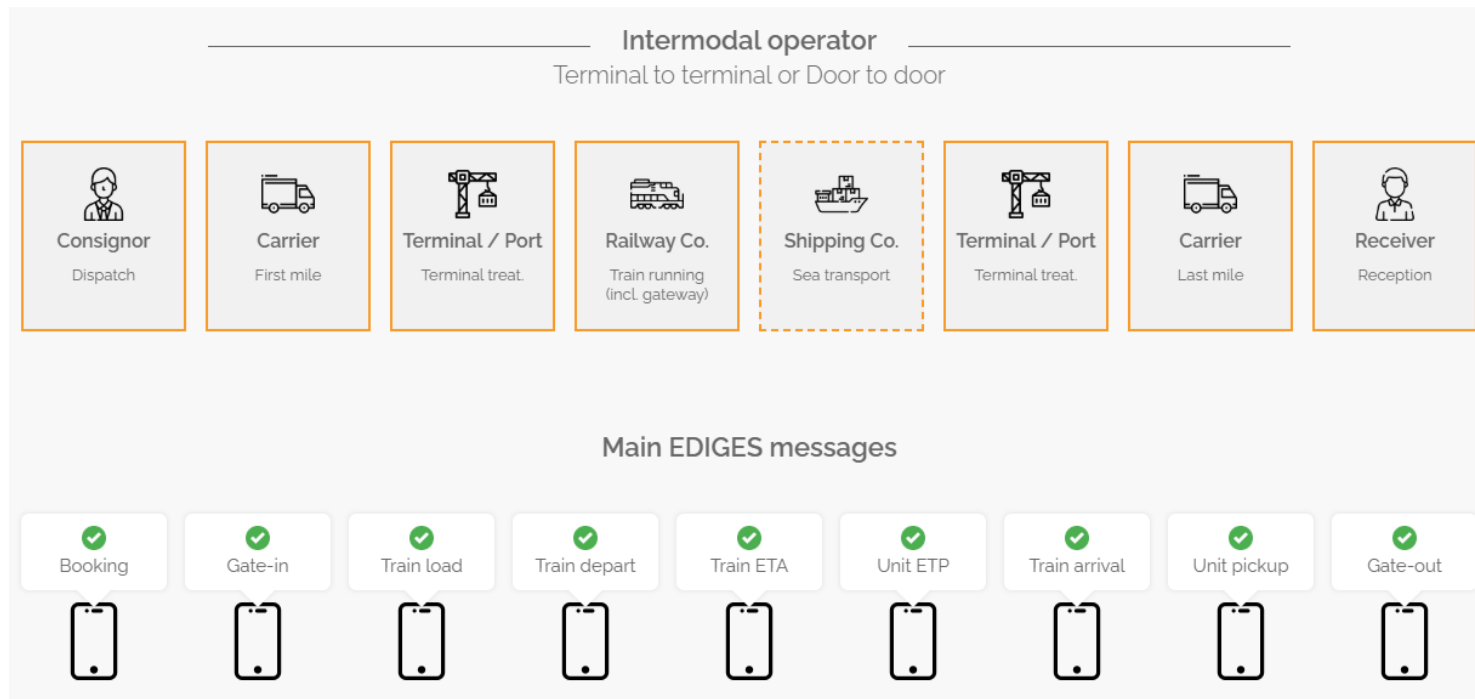 Intermodal operator
Terminal to terminal or Door to door
Consignor
Dispatch
Carrier
First mile
Terminal / Port
Terminal treat.
Railway Co.
Train running
(incl. gateway)
Shipping Co.
Sea transport
Terminal / Port
Terminal treat.
Carrier
Last mile
Receiver
Reception
Main EDIGES messages
Booking
Gate-in
Train load
Train depart
Train ETA
Unit ETP
Train arrival
Unit pickup
Gate-out